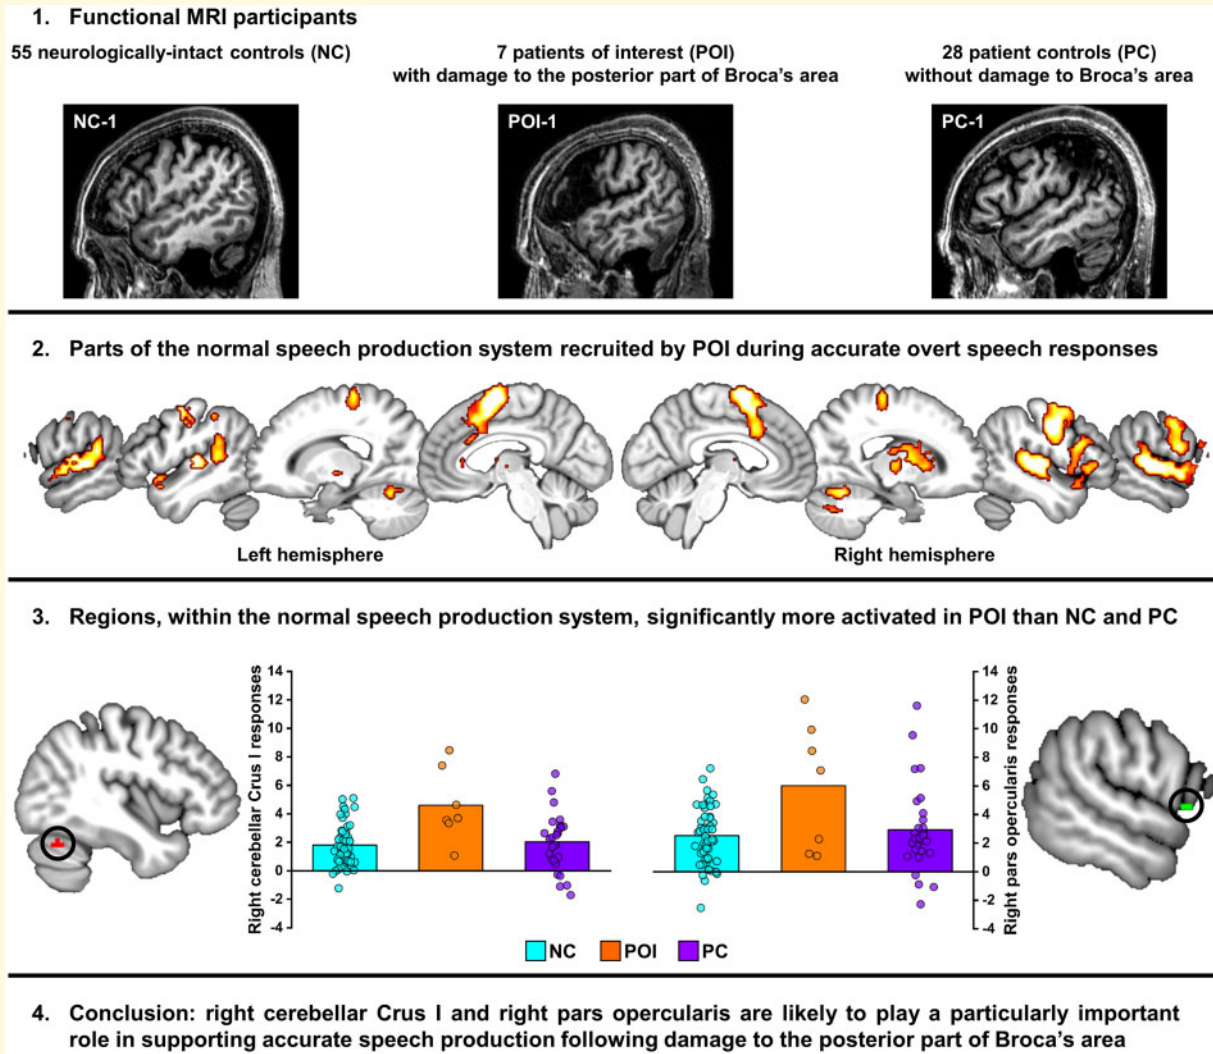 1. Functional MRI participants
55 neurologically-intact controls (NC)
7 patients of interest (POI)
with damage to the posterior part of Broca's area
28 patient controls (PC)
without damage to Broca's area
NC-1
POI-1
PC-1
2. Parts of the normal speech production system recruited by POI during accurate overt speech responses
Left hemisphere
Right hemisphere
3. Regions, within the normal speech production system, significantly more activated in POI than NC and PC
Right cerebellar Crus I responses
14
12
10
8
6
4
2
0
-2
-4
14
12
10
8
6
4
2
0
-2
-4
Right pars opercularis responses
NC POI PC
4. Conclusion: right cerebellar Crus I and right pars opercularis are likely to play a particularly important
role in supporting accurate speech production following damage to the posterior part of Broca's area